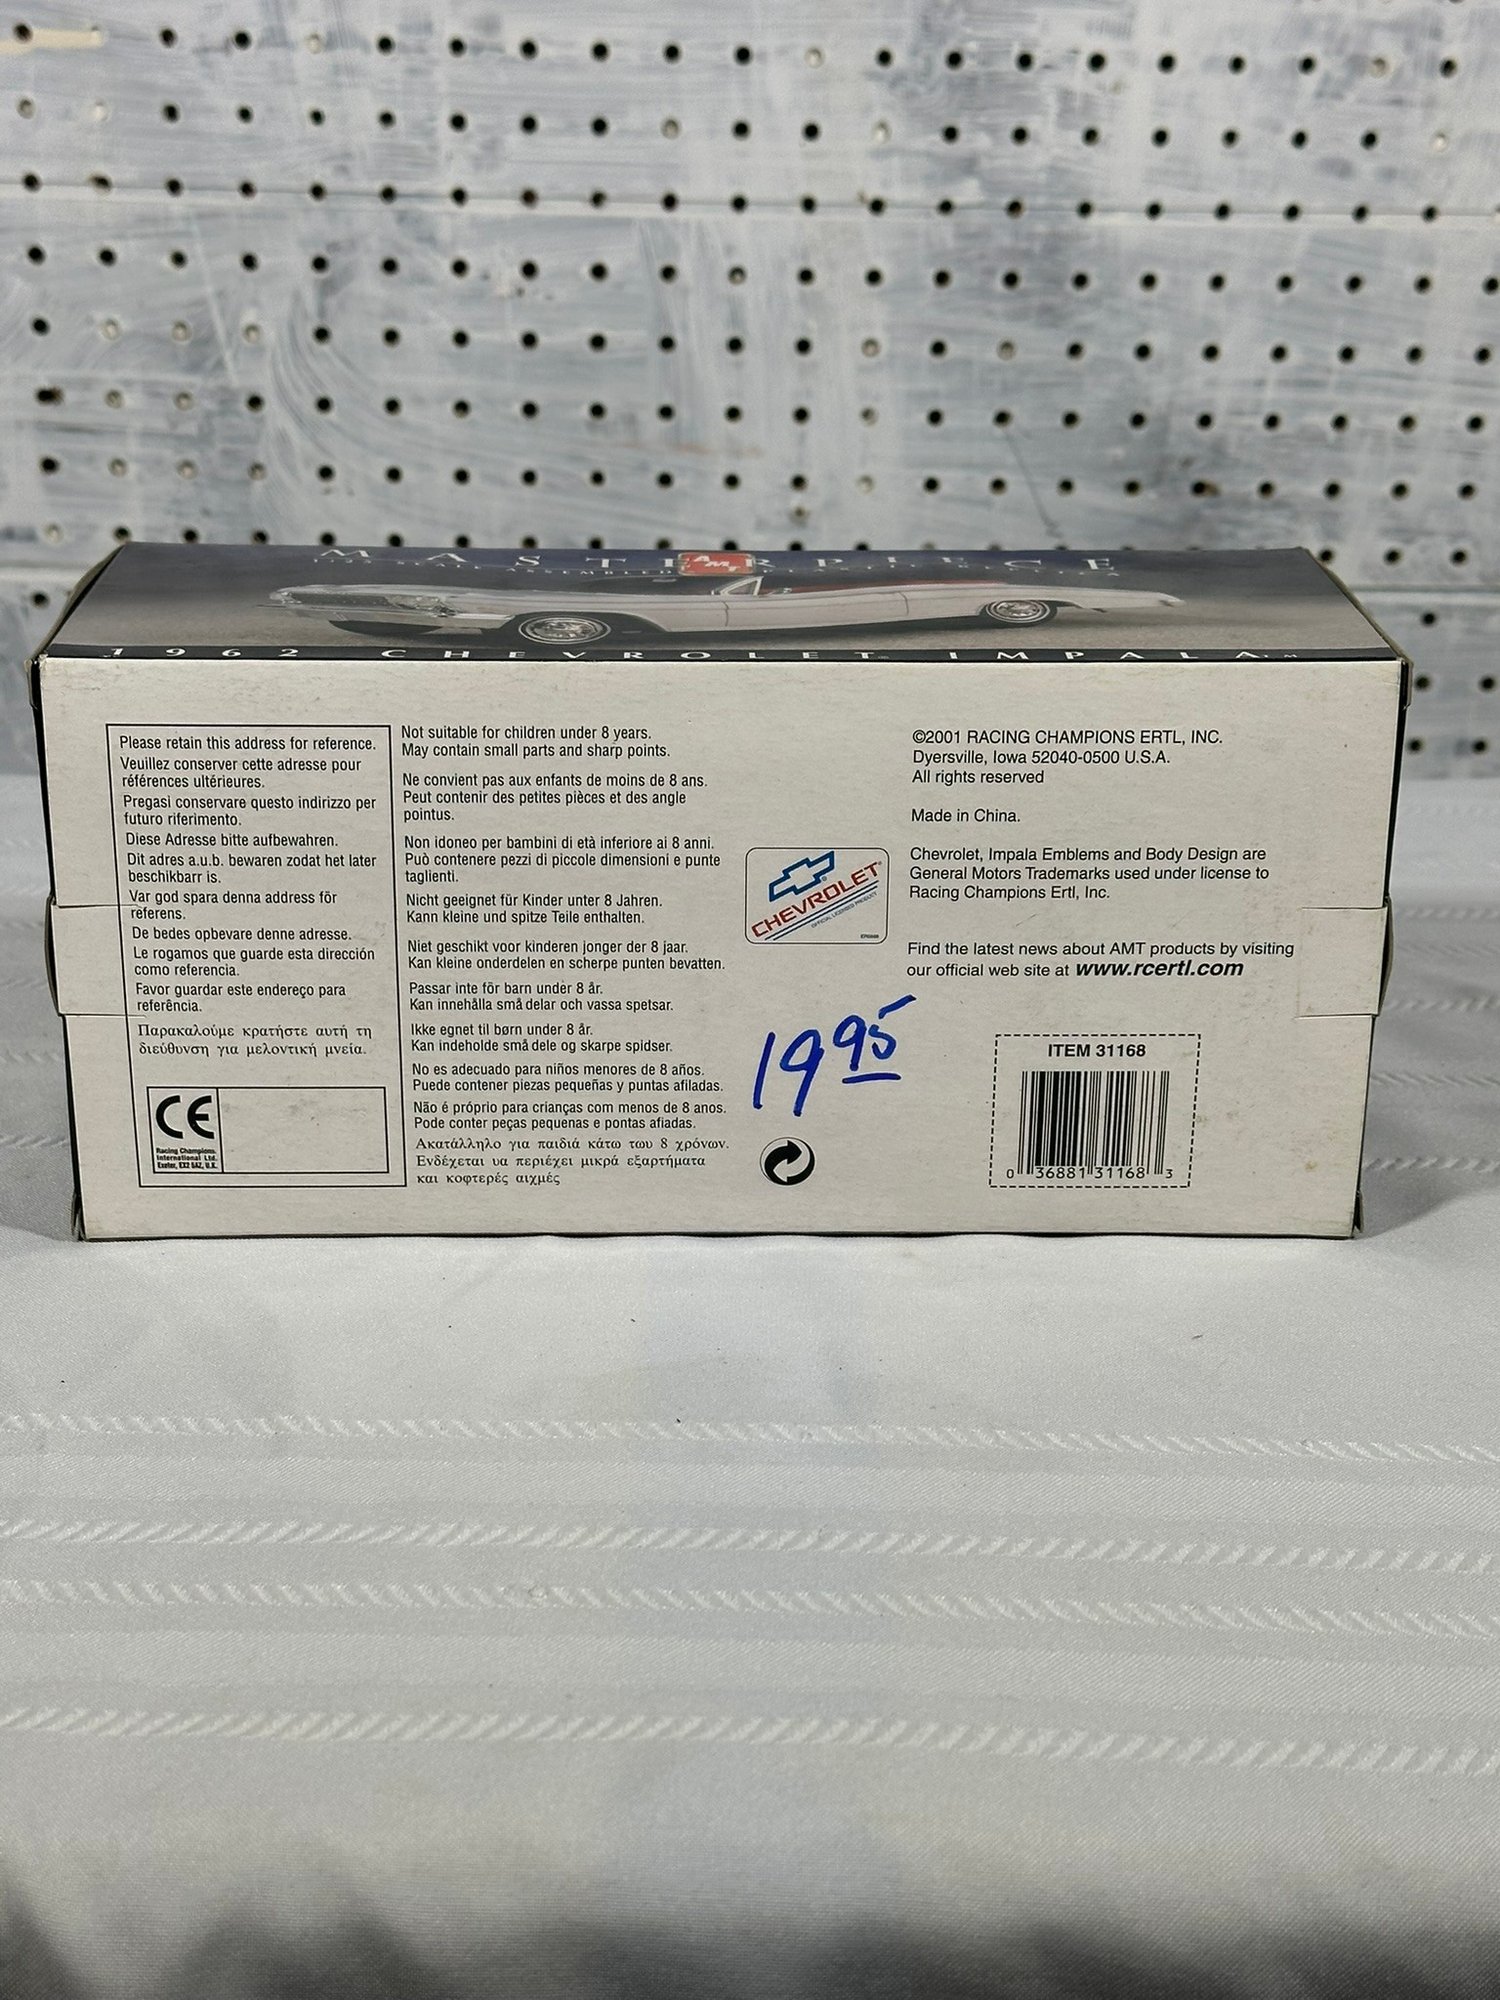 MASTERPIECE
AMT
1962 CHEVROLET IMPALA™
Please retain this address for reference.
Veuillez conserver cette adresse pour
références ultérieures.
Pregasi conservare questo indirizzo per
futuro riferimento.
Diese Adresse bitte aufbewahren.
Dit adres a.u.b. bewaren zodat het later
beschikbarr is.
Var god spara denna address för
referens.
De bedes opbevare denne adresse.
Le rogamos que guarde esta dirección
como referencia.
Favor guardar este endereço para
referência.
Παρακαλούμε κρατήστε αυτή τη
διεύθυνση για μελοντική μνεία.
CE
Racing Champions
International Ltd.
Exeter, EX2 8AZ, U.K.
Not suitable for children under 8 years.
May contain small parts and sharp points.
Ne convient pas aux enfants de moins de 8 ans.
Peut contenir des petites pièces et des angle
pointus.
Non idoneo per bambini di età inferiore ai 8 anni.
Può contenere pezzi di piccole dimensioni e punte
taglienti.
Nicht geeignet für Kinder unter 8 Jahren.
Kann kleine und spitze Teile enthalten.
Niet geschikt voor kinderen jonger der 8 jaar.
Kan kleine onderdelen en scherpe punten bevatten.
Passar inte för barn under 8 år.
Kan innehålla små delar och vassa spetsar.
Ikke egnet til børn under 8 år.
Kan indeholde små dele og skarpe spidser.
No es adecuado para niños menores de 8 años.
Puede contener piezas pequeñas y puntas afiladas.
Não é próprio para crianças com menos de 8 anos.
Pode conter peças pequenas e pontas afiadas.
Ακατάλληλο για παιδιά κάτω του 8 χρόνων.
Ενδέχεται υα περιέχει μικρά εξαρτήματα
και κοφτερές αιχμές
CHEVROLET
OFFICIAL LICENSED PRODUCT
1995
©2001 RACING CHAMPIONS ERTL, INC.
Dyersville, Iowa 52040-0500 U.S.A.
All rights reserved
Made in China.
Chevrolet, Impala Emblems and Body Design are
General Motors Trademarks used under license to
Racing Champions Ertl, Inc.
Find the latest news about AMT products by visiting
our official web site at www.rcertl.com
ITEM 31168
0 36881 31168 3